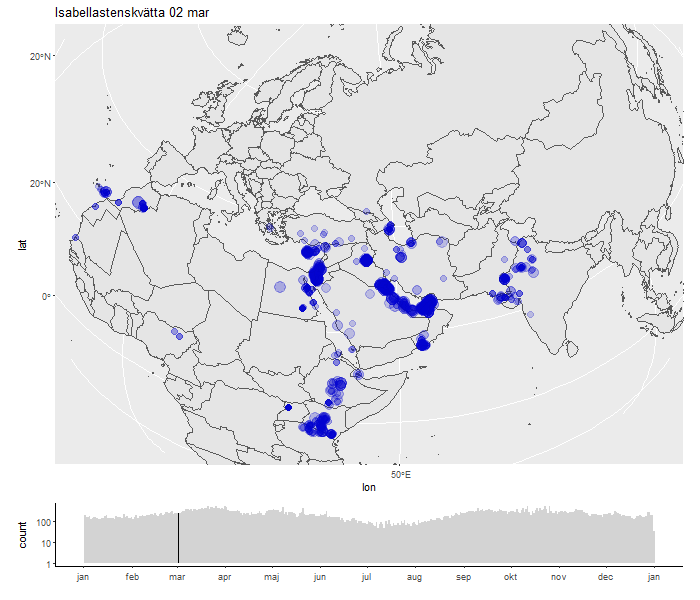 Isabellastenskvätta 02 mar
20°N
20°N
0°
lat
50°E
lon
count
100
10
1
jan feb mar apr maj jun jul aug sep okt nov dec jan